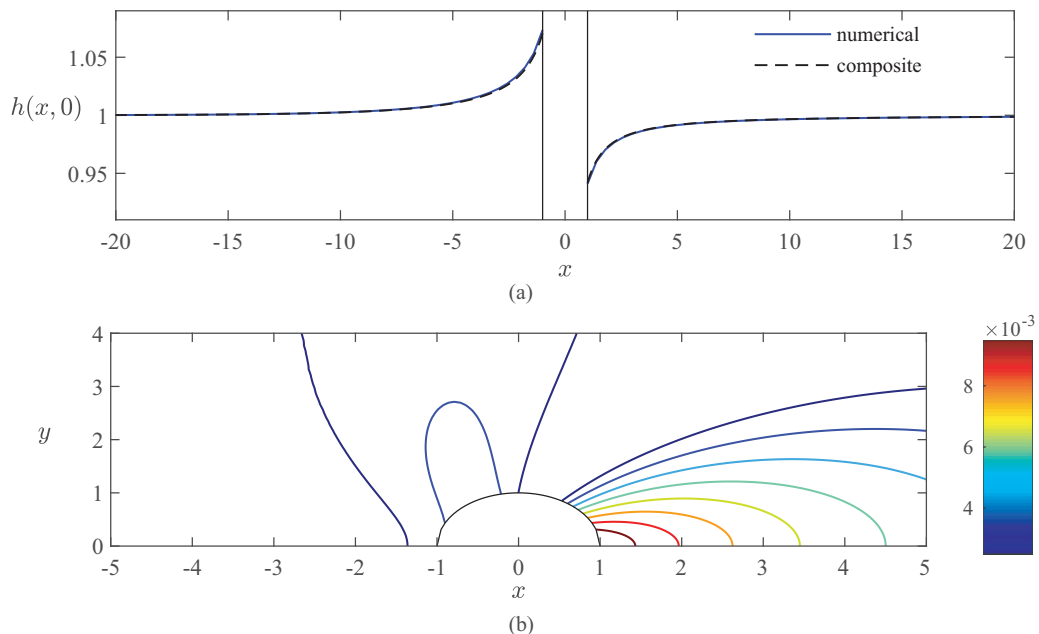 numerical
composite
h(x, 0)
1.05
1
0.95
-20 -15 -10 -5 0 5 10 15 20
x
(a)
×10⁻³
8
6
4
y
4
3
2
1
0
-5 -4 -3 -2 -1 0 1 2 3 4 5
x
(b)